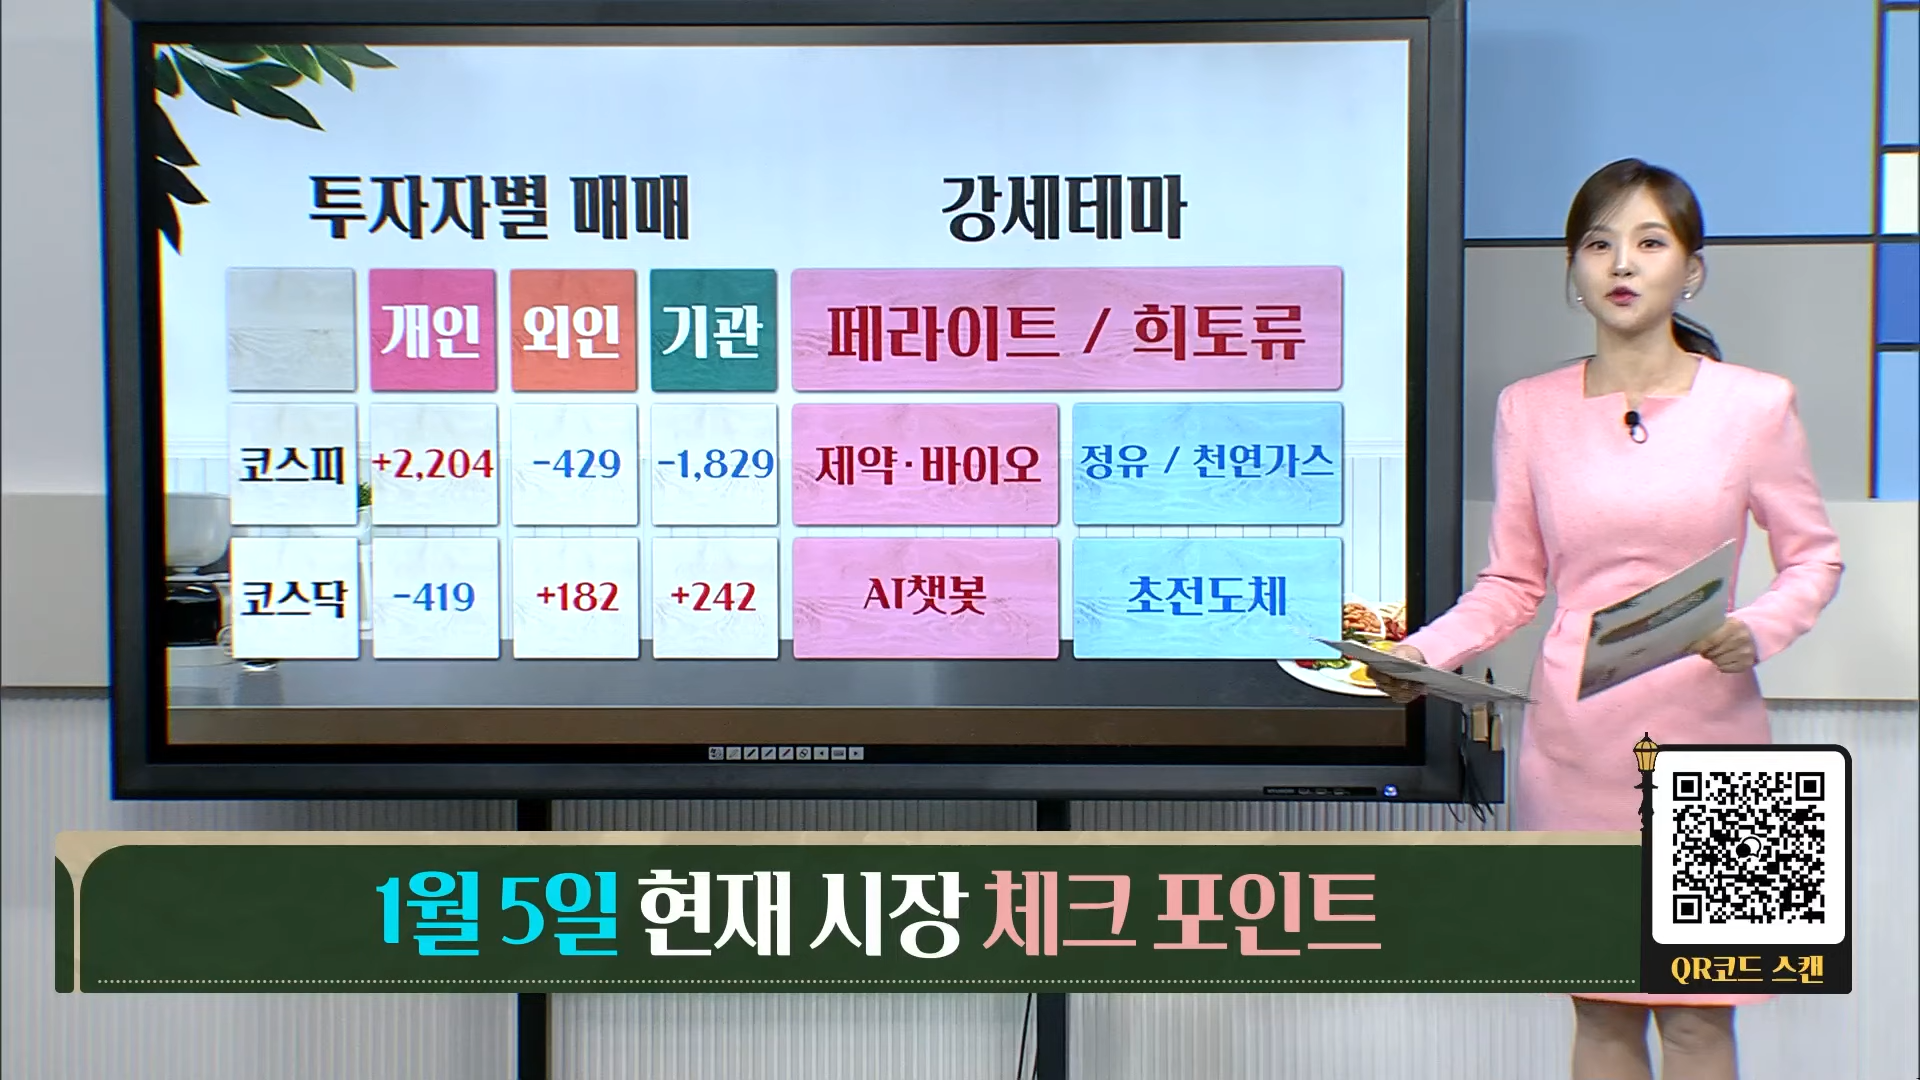 투자자별 매매
강세테마
개인 외인 기관
페라이트 / 희토류
코스피 +2,204 -429 -1,829
제약·바이오 정유 / 천연가스
코스닥 -419 +182 +242
AI챗봇 초전도체
1월 5일 현재 시장 체크 포인트
QR코드 스캔